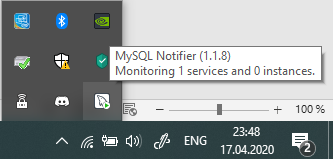 MySQL Notifier (1.1.8)
Monitoring 1 services and 0 instances.
100 %
ENG
23:48
17.04.2020
2